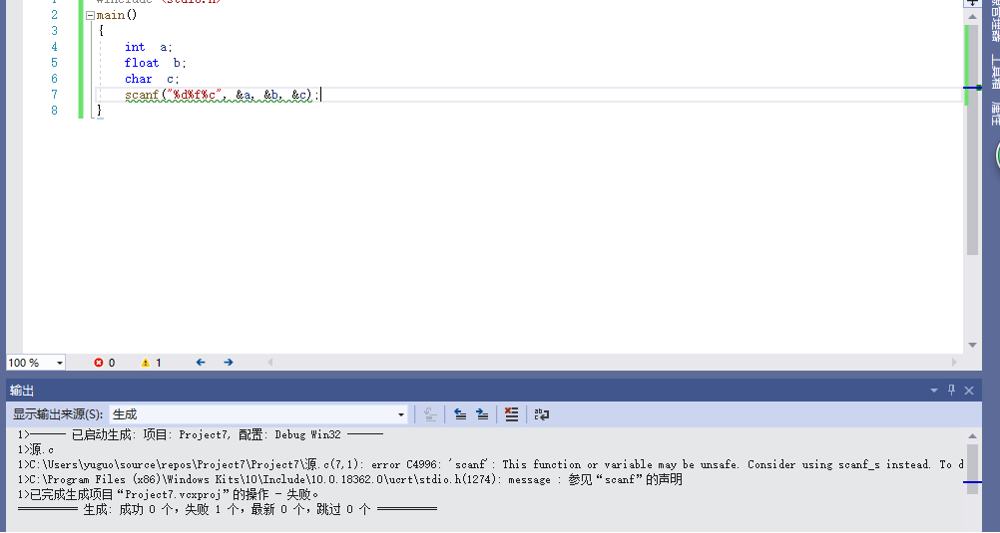 #include <stdio.h>
2 main()
3 {
4 int a;
5 float b;
6 char c;
7 scanf("%d%f%c", &a, &b, &c);
8 }
工具箱
属性
100 % 0 1
输出
显示输出来源(S): 生成
1>------ 已启动生成: 项目: Project7, 配置: Debug Win32 ------
1>源.c
1>C:\Users\yuguo\source\repos\Project7\Project7\源.c(7,1): error C4996: 'scanf': This function or variable may be unsafe. Consider using scanf_s instead. To d
1>C:\Program Files (x86)\Windows Kits\10\Include\10.0.18362.0\ucrt\stdio.h(1274): message : 参见“scanf”的声明
1>已完成生成项目“Project7.vcxproj”的操作 - 失败。
========== 生成: 成功 0 个，失败 1 个，最新 0 个，跳过 0 个 ==========